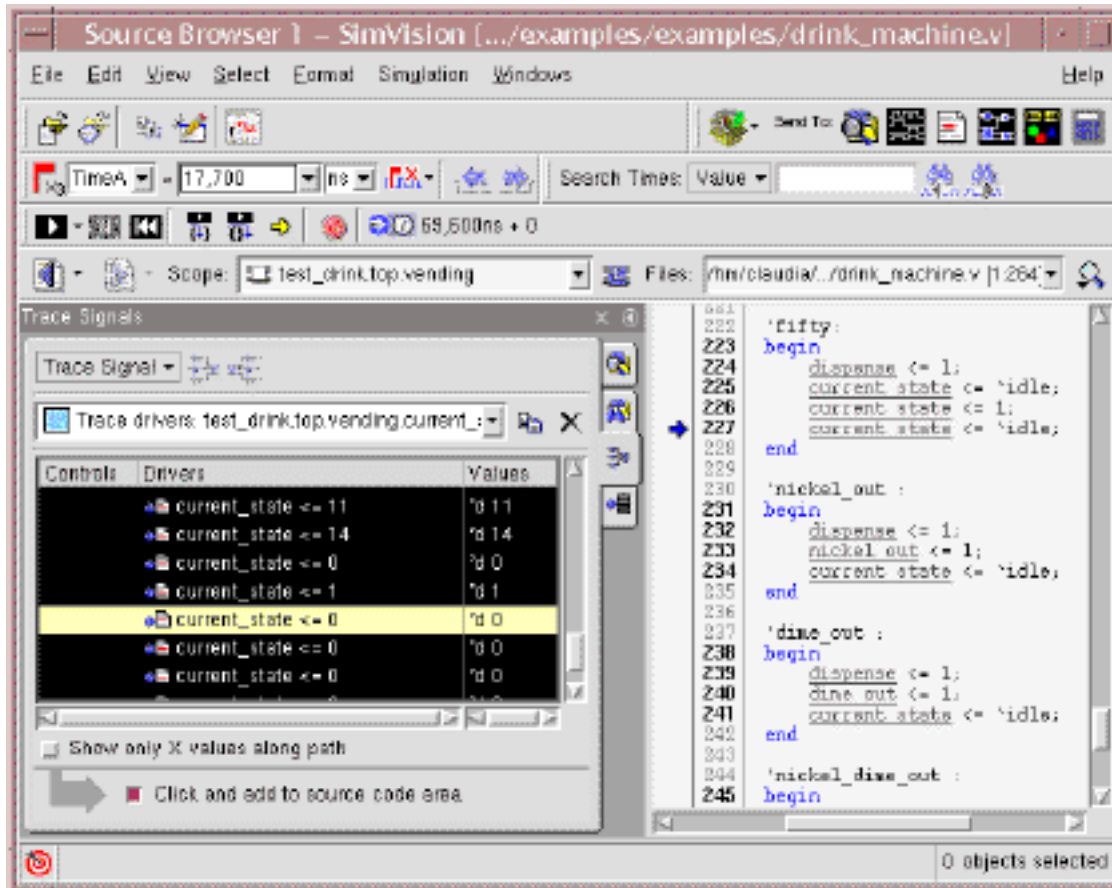 Source Browser 1 - SimVision [.../examples/examples/drink_machine.v]
File Edit View Select Format Simulation Windows Help
Send To:
TimeA = 17,700 ns Search Times: Value
69,600ns + 0
Scope: test_drink.top.vending Files: /hm/claudia/.../drink_machine.v [1:264]
Trace Signals
Trace Signal
Trace drivers: test_drink.top.vending.current_
Controls Drivers Values
current_state <= 11 'd 11
current_state <= 14 'd 14
current_state <= 0 'd 0
current_state <= 1 'd 1
current_state <= 0 'd 0
current_state <= 0 'd 0
current_state <= 0 'd 0
Show only X values along path
Click and add to source code area
221
222 `fifty:
223 begin
224 dispense <= 1;
225 current_state <= `idle;
226 current_state <= 1;
227 current_state <= `idle;
228 end
229
230 `nickel_out :
231 begin
232 dispense <= 1;
233 nickel_out <= 1;
234 current_state <= `idle;
235 end
236
237 `dime_out :
238 begin
239 dispense <= 1;
240 dime_out <= 1;
241 current_state <= `idle;
242 end
243
244 `nickel_dime_out :
245 begin
0 objects selected